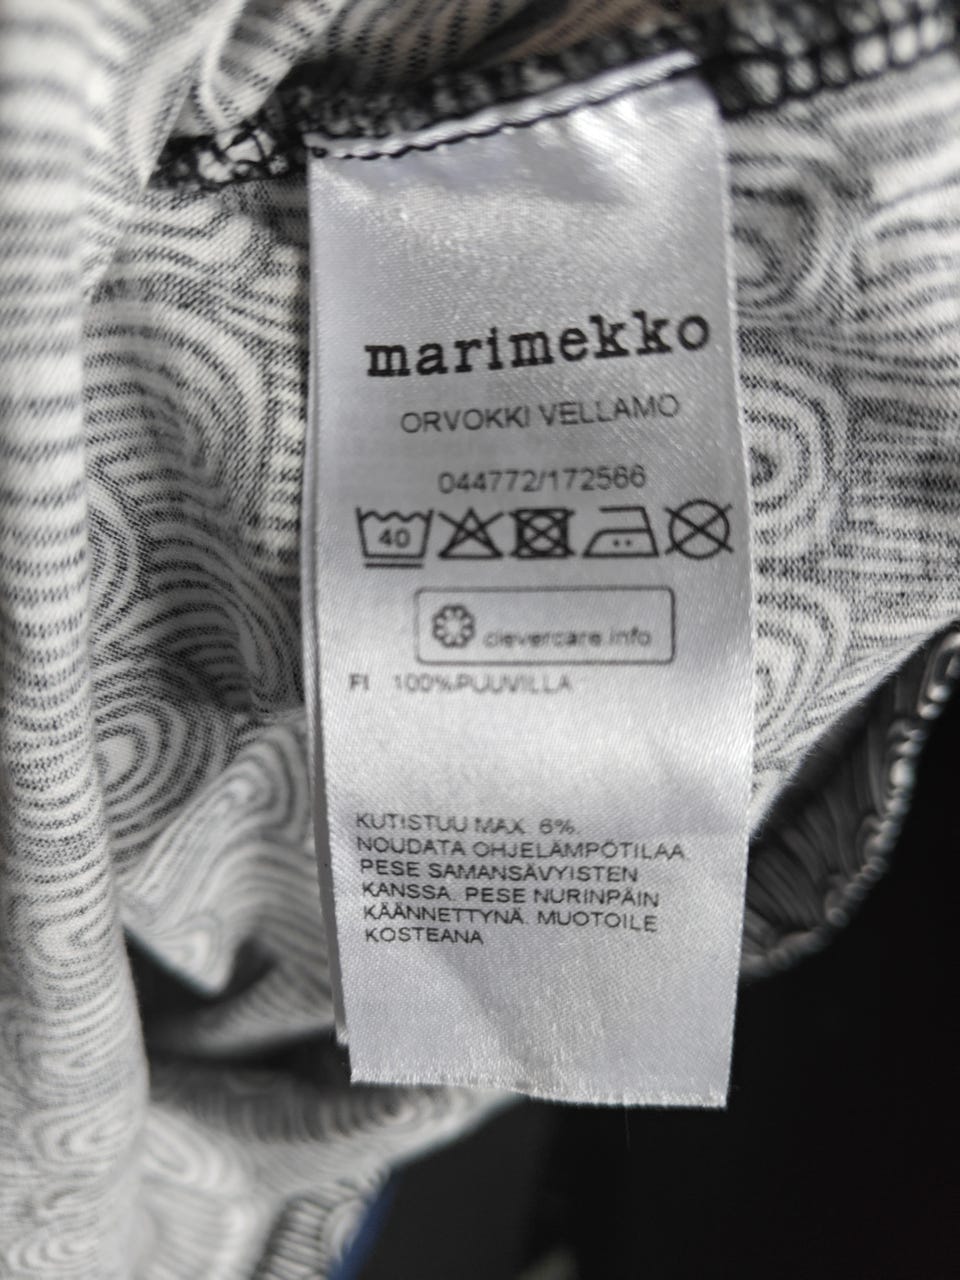 marimekko
ORVOKKI VELLAMO
044772/172566
40
clevercare.info
FI 100% PUUVILLA
KUTISTUU MAX. 6%.
NOUDATA OHJELÄMPÖTILAA.
PESE SAMANSÄVYISTEN
KANSSA. PESE NURINPÄIN
KÄÄNNETTYNÄ. MUOTOILE
KOSTEANA